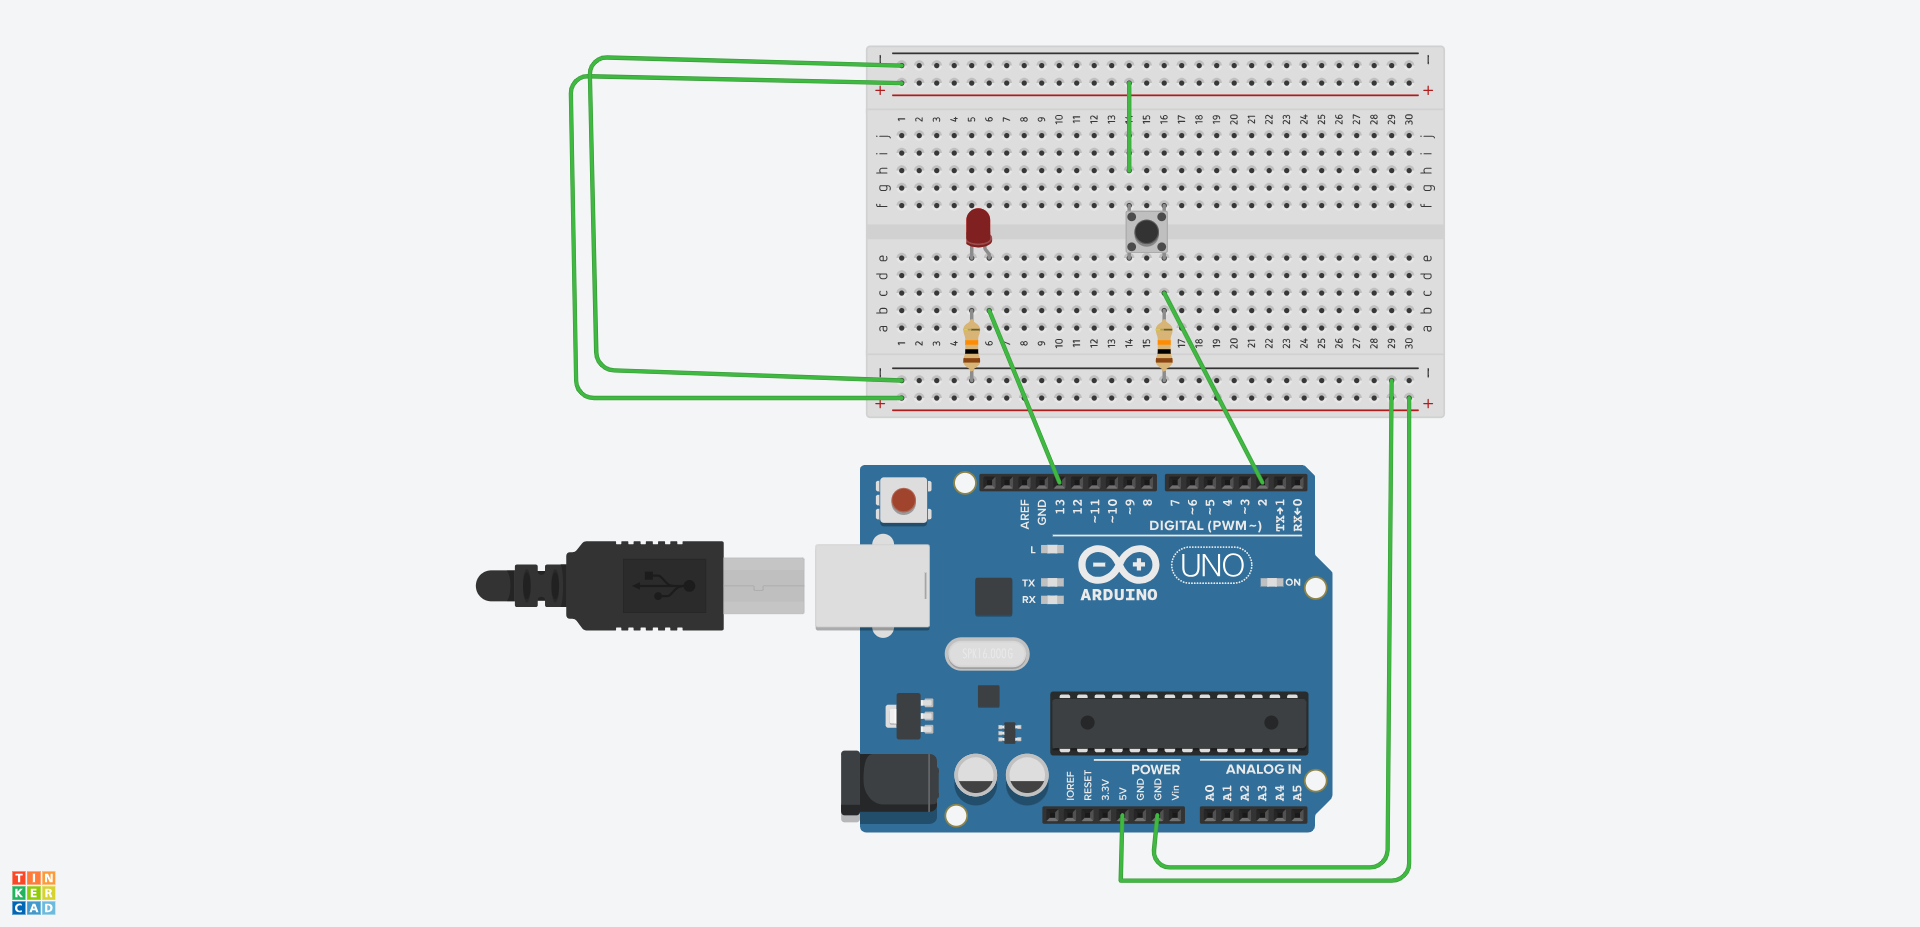 − −
+ +
1 2 3 4 5 6 7 8 9 10 11 12 13 15 16 17 18 19 20 21 22 23 24 25 26 27 28 29 30
j j
i i
h h
g g
f f
e e
d d
c c
b b
a a
1 2 3 4 5 6 7 8 9 10 11 12 13 14 15 16 17 18 19 20 21 22 23 24 25 26 27 28 29 30
− −
+ +
AREF GND 13 12 ~11 ~10 ~9 8 7 ~6 ~5 4 ~3 2 TX→1 RX←0
DIGITAL (PWM~)
L
UNO
TX ON
RX ARDUINO
SPK16.000G
POWER ANALOG IN
IOREF RESET 3.3V 5V GND GND Vin A0 A1 A2 A3 A4 A5
TIN
KER
CAD